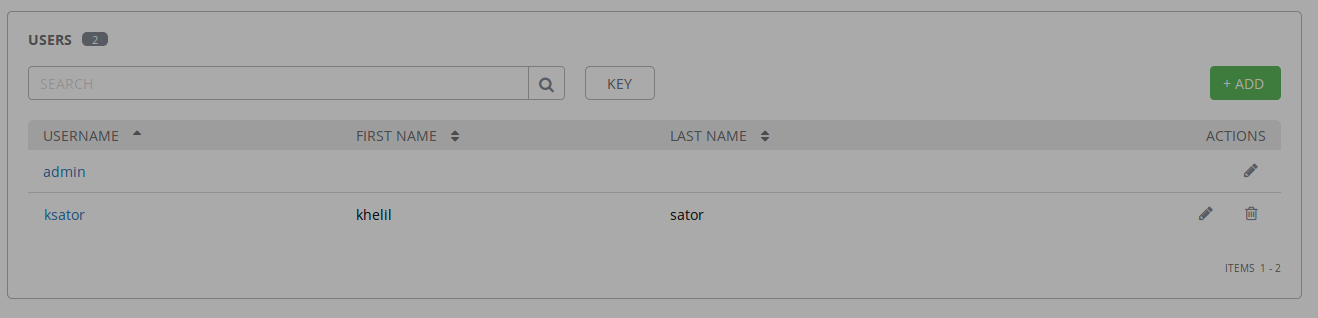 USERS 2
SEARCH KEY + ADD
USERNAME FIRST NAME LAST NAME ACTIONS
admin
ksator khelil sator
ITEMS 1 - 2